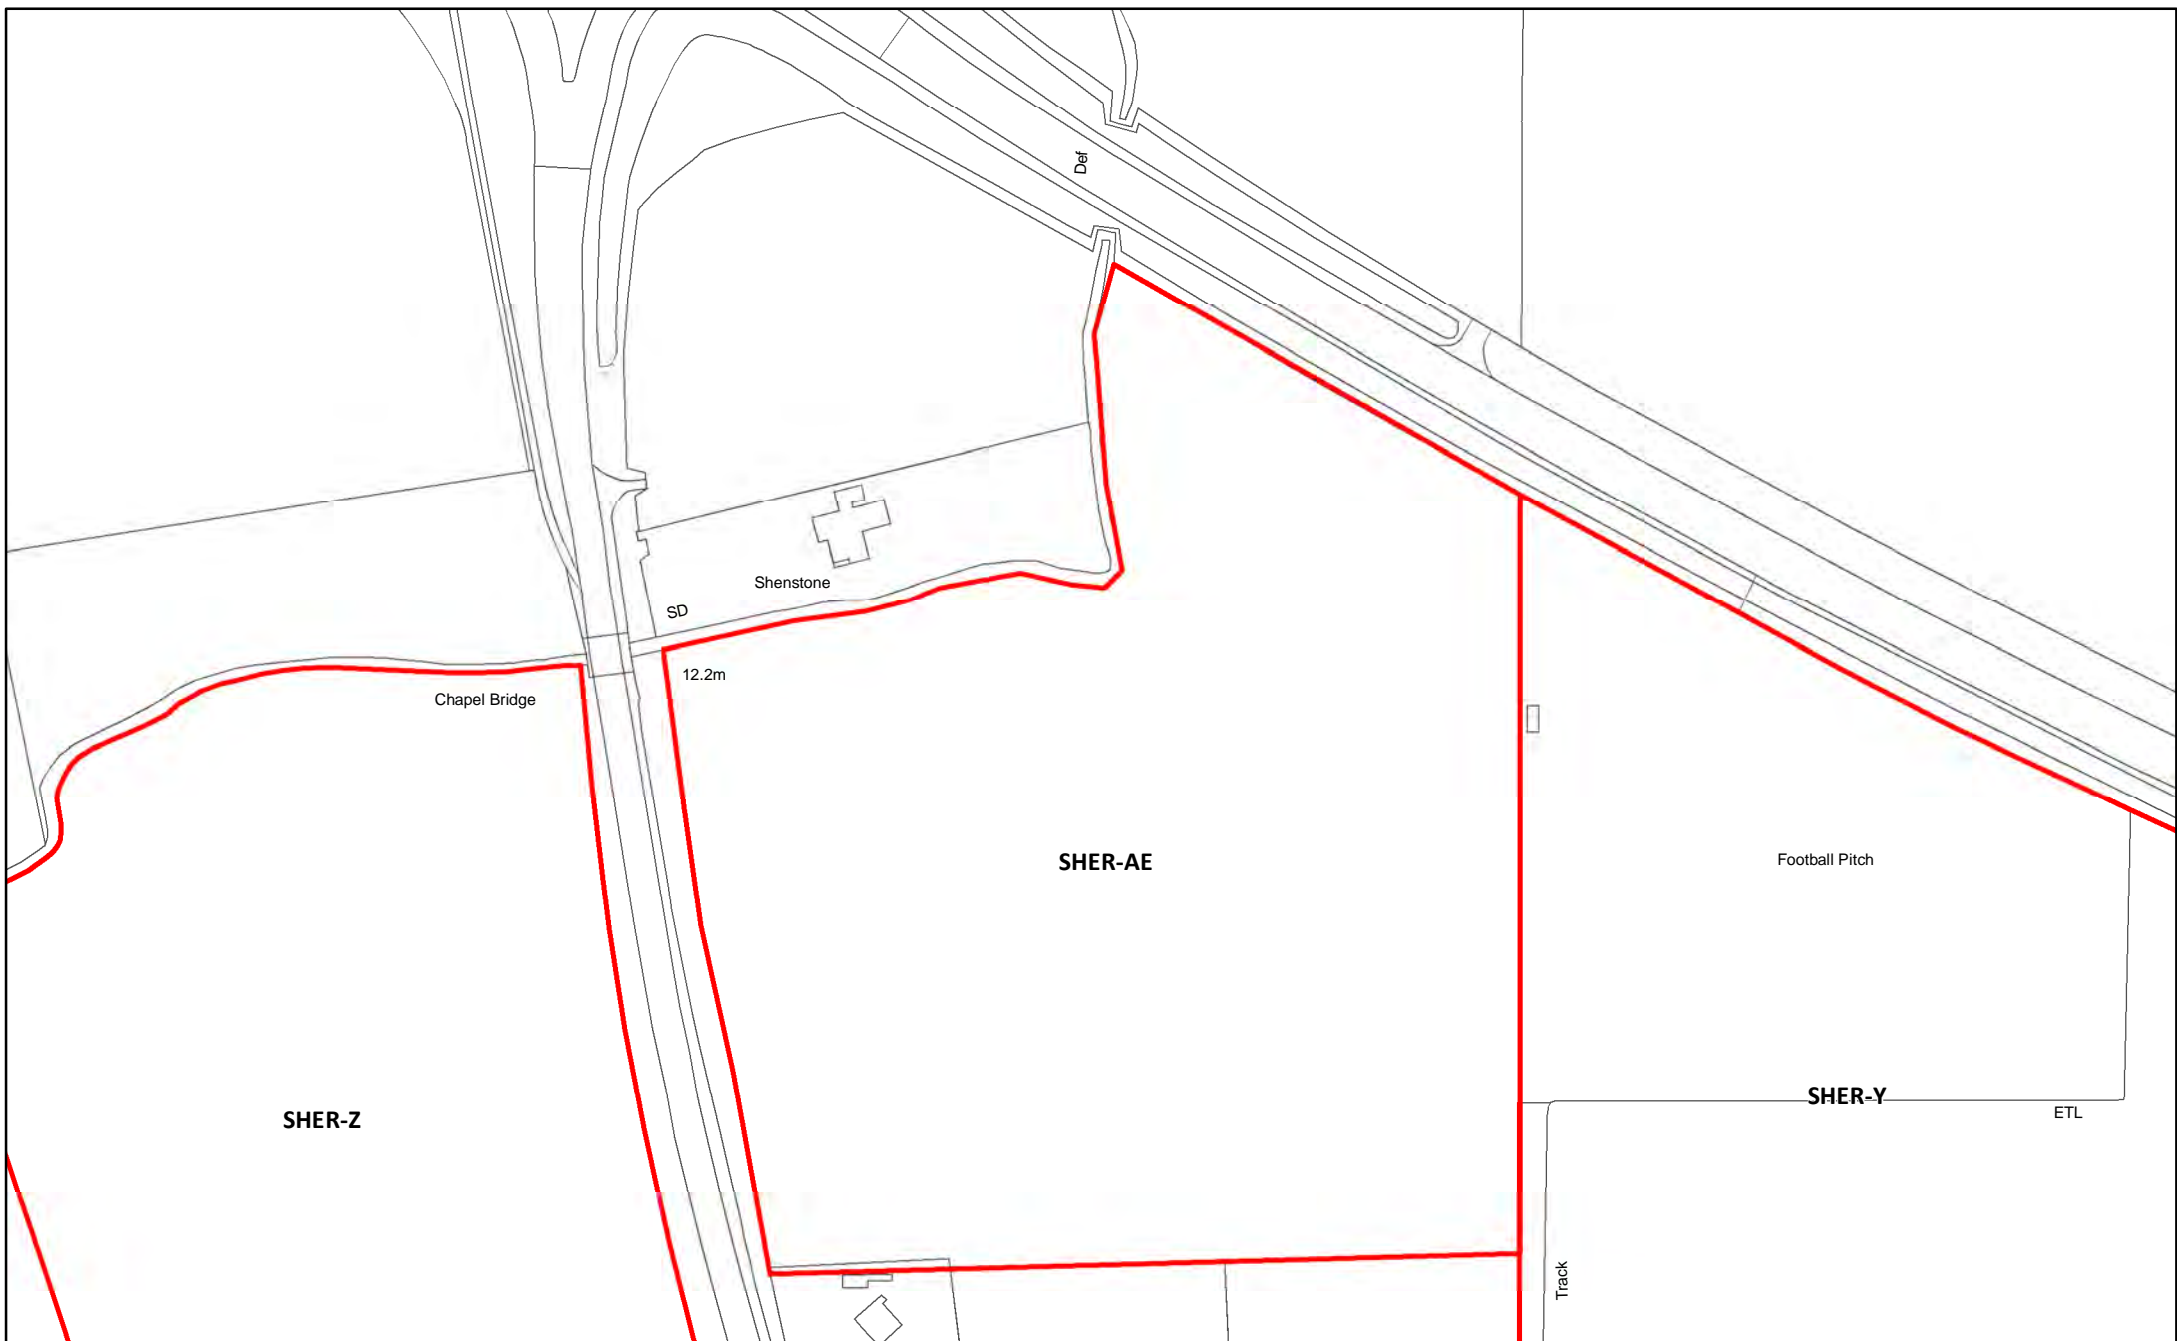 Def
Shenstone
SD
12.2m
Chapel Bridge
SHER-AE
Football Pitch
SHER-Y
ETL
SHER-Z
Track